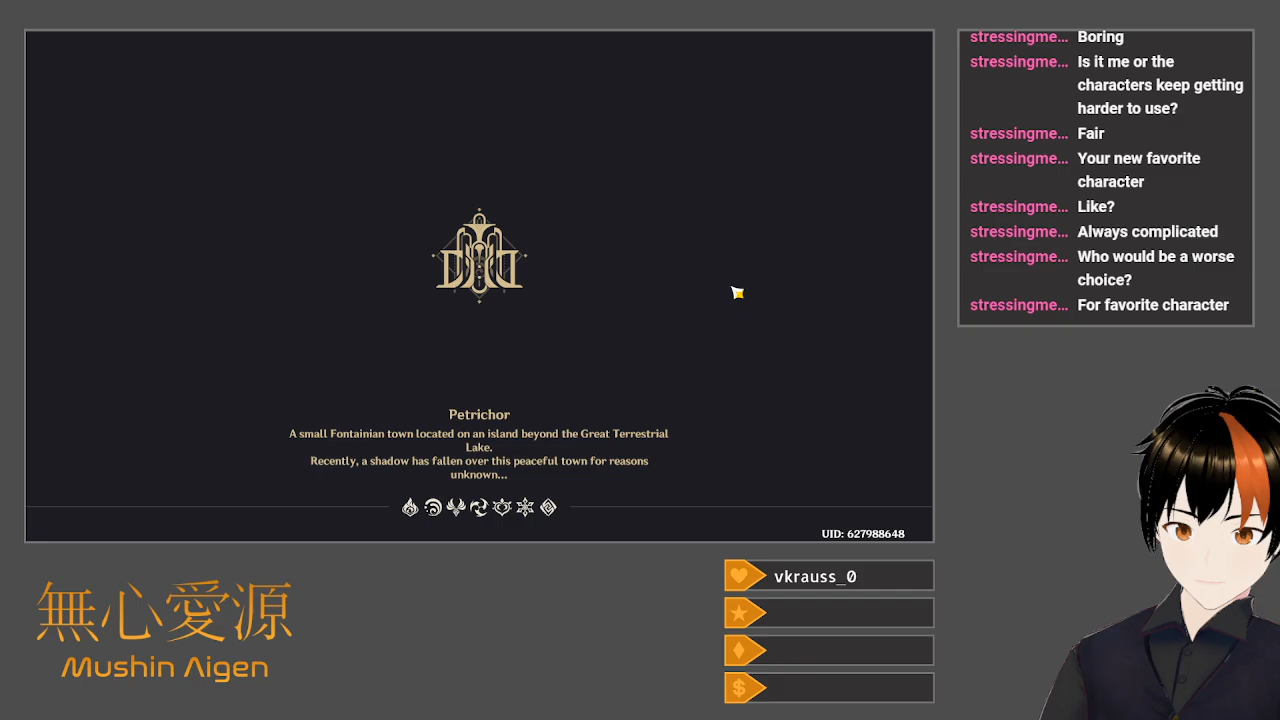 Petrichor
A small Fontainian town located on an island beyond the Great Terrestrial
Lake.
Recently, a shadow has fallen over this peaceful town for reasons
unknown...
UID: 627988648
stressingme... Boring
stressingme... Is it me or the
characters keep getting
harder to use?
stressingme... Fair
stressingme... Your new favorite
character
stressingme... Like?
stressingme... Always complicated
stressingme... Who would be a worse
choice?
stressingme... For favorite character
無心愛源
Mushin Aigen
vkrauss_0
$